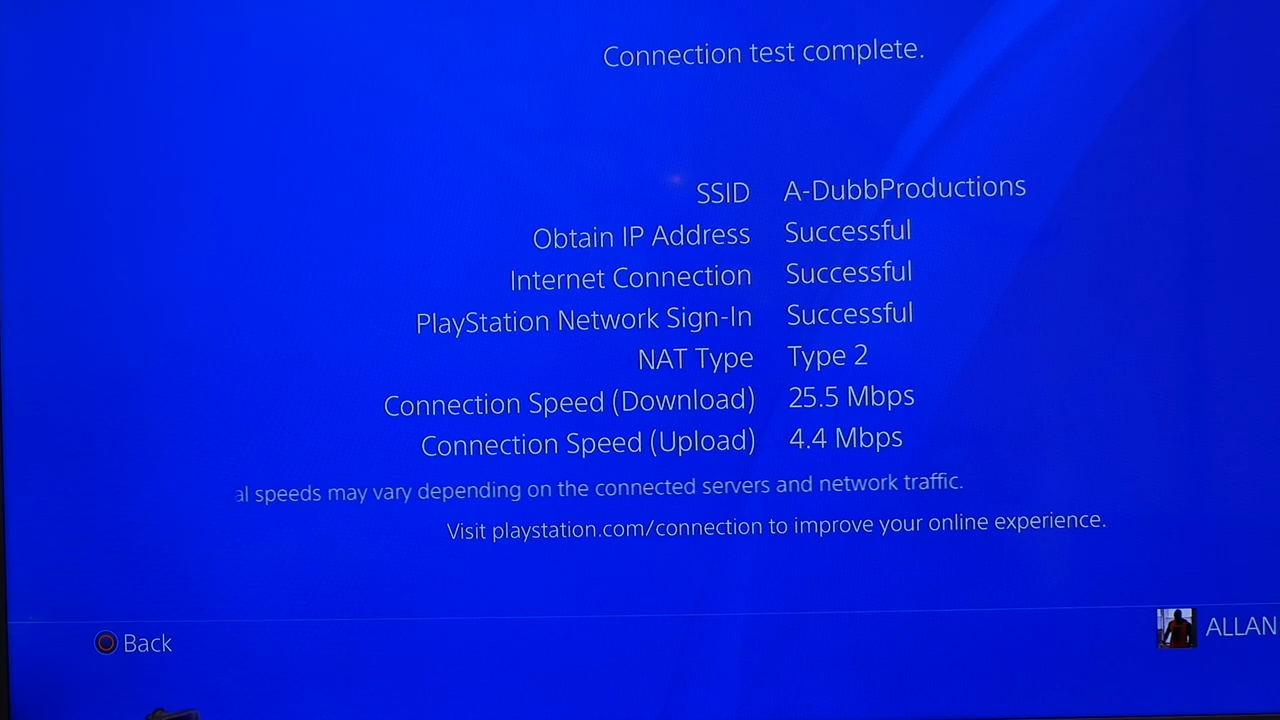 Connection test complete.
SSID A-DubbProductions
Obtain IP Address Successful
Internet Connection Successful
PlayStation Network Sign-In Successful
NAT Type Type 2
Connection Speed (Download) 25.5 Mbps
Connection Speed (Upload) 4.4 Mbps
al speeds may vary depending on the connected servers and network traffic.
Visit playstation.com/connection to improve your online experience.
Back
ALLAN